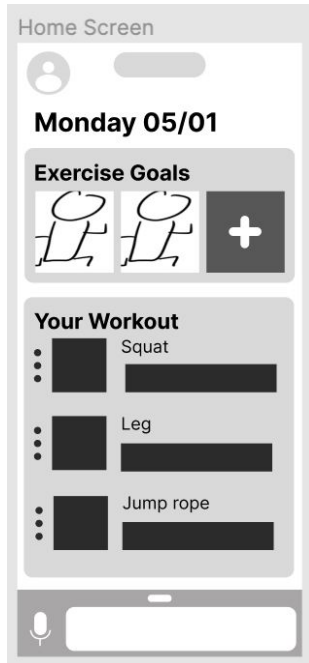 Home Screen
Monday 05/01
Exercise Goals
Your Workout
Squat
Leg
Jump rope